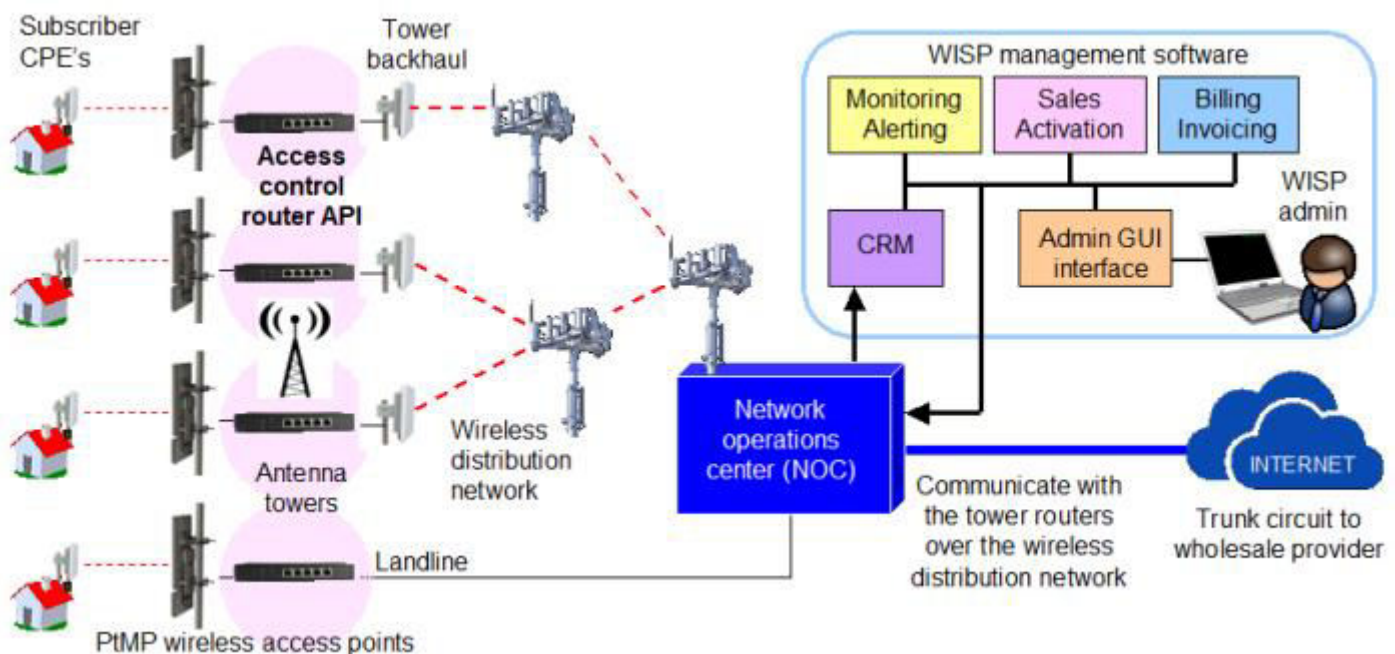 Subscriber
CPE's
Tower
backhaul
Access
control
router API
Antenna
towers
Wireless
distribution
network
Landline
PtMP wireless access points
WISP management software
Monitoring
Alerting
Sales
Activation
Billing
Invoicing
CRM
Admin GUI
interface
WISP
admin
Network
operations
center (NOC)
Communicate with
the tower routers
over the wireless
distribution network
INTERNET
Trunk circuit to
wholesale provider